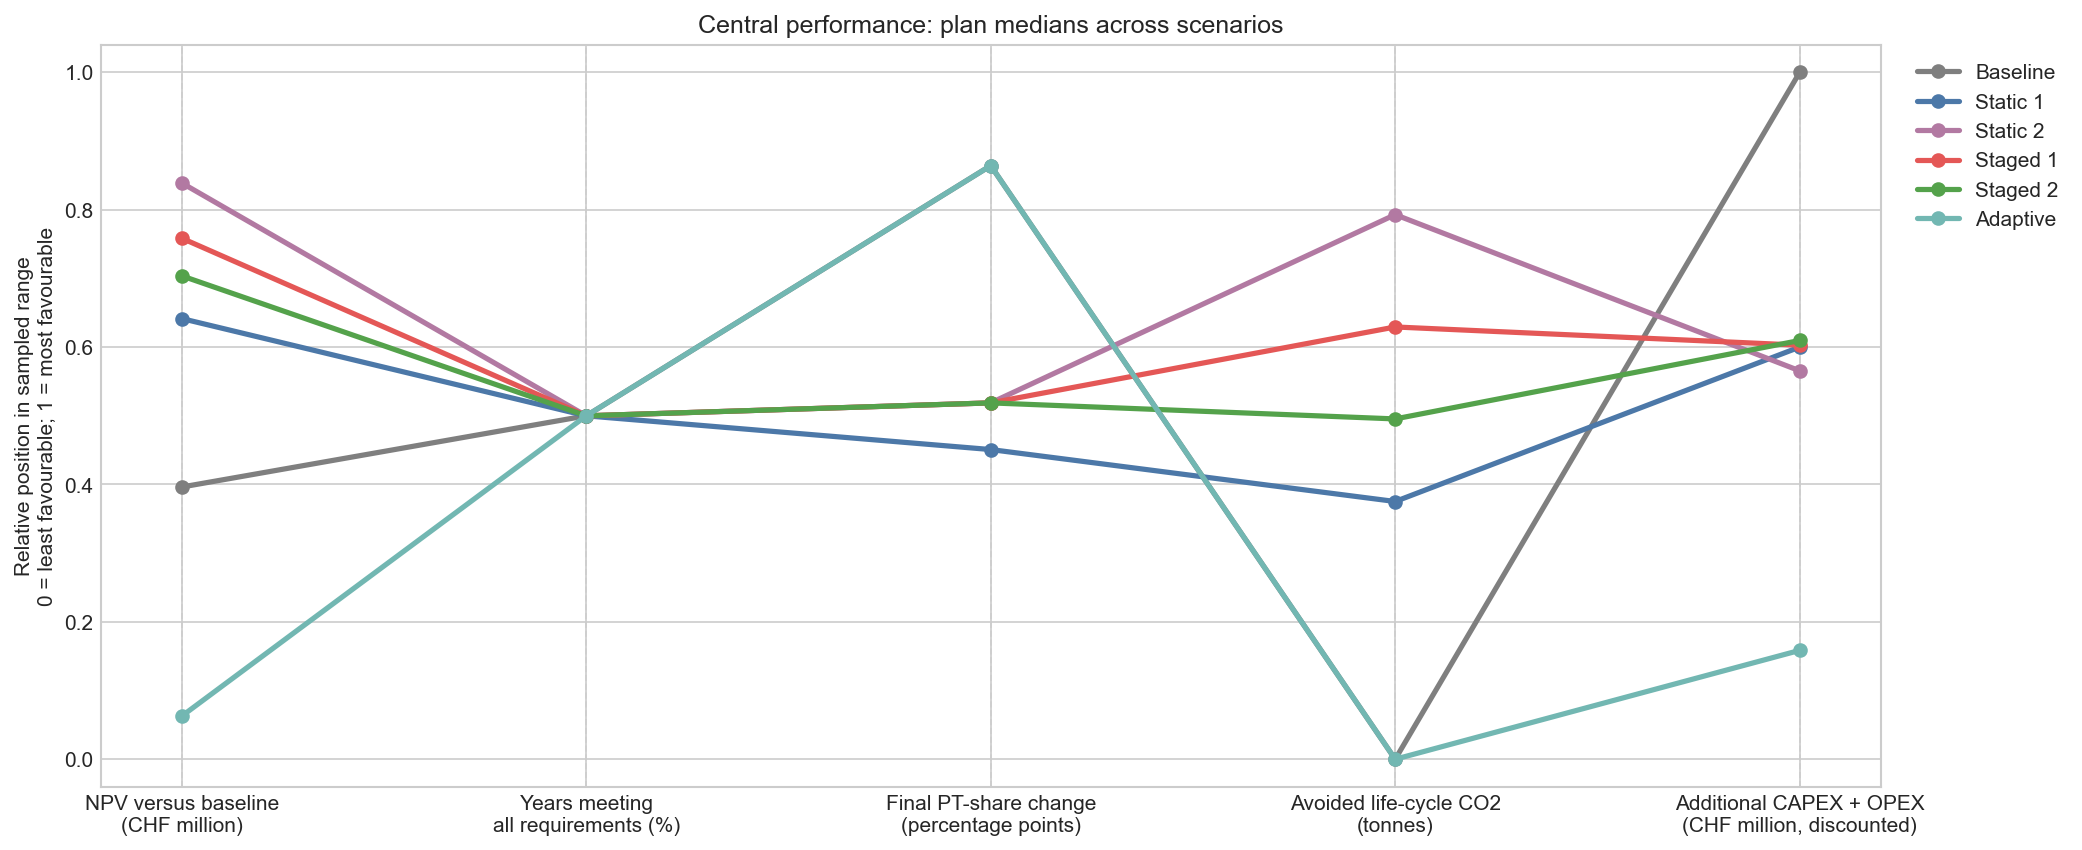 Central performance: plan medians across scenarios
Relative position in sampled range
0 = least favourable; 1 = most favourable
1.0
0.8
0.6
0.4
0.2
0.0
NPV versus baseline
(CHF million)
Years meeting
all requirements (%)
Final PT-share change
(percentage points)
Avoided life-cycle CO2
(tonnes)
Additional CAPEX + OPEX
(CHF million, discounted)
Baseline
Static 1
Static 2
Staged 1
Staged 2
Adaptive